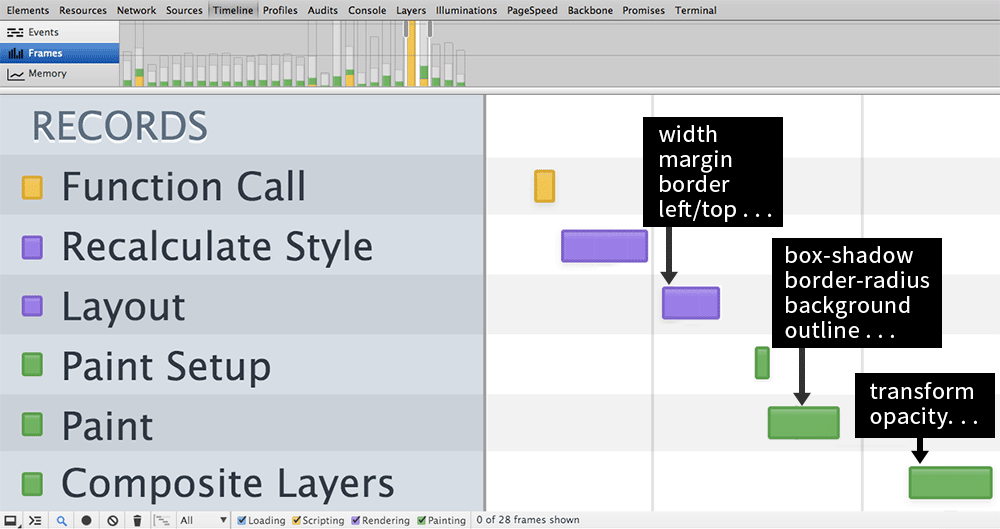 Elements Resources Network Sources Timeline Profiles Audits Console Layers Illuminations PageSpeed Backbone Promises Terminal
Events
Frames
Memory
RECORDS
Function Call
Recalculate Style
Layout
Paint Setup
Paint
Composite Layers
width
margin
border
left/top . . .
box-shadow
border-radius
background
outline . . .
transform
opacity. . .
All Loading Scripting Rendering Painting 0 of 28 frames shown